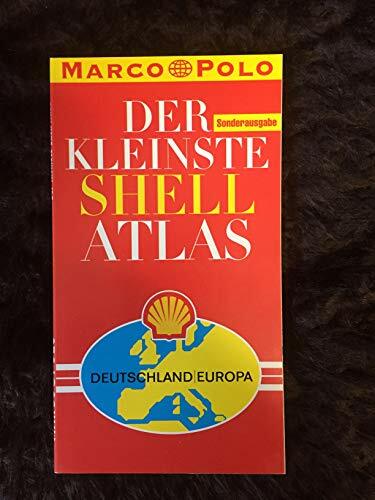 MARCO POLO
DER
Sonderausgabe
KLEINSTE
SHELL
ATLAS
DEUTSCHLAND|EUROPA